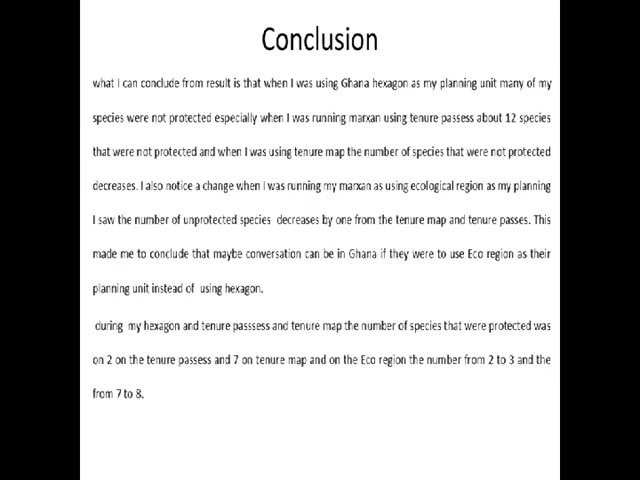 Conclusion
what I can conclude from result is that when I was using Ghana hexagon as my planning unit many of my
species were not protected especially when I was running marxan using tenure passess about 12 species
that were not protected and when I was using tenure map the number of species that were not protected
decreases. I also notice a change when I was running my marxan as using ecological region as my planning
I saw the number of unprotected species decreases by one from the tenure map and tenure passes. This
made me to conclude that maybe conversation can be in Ghana if they were to use Eco region as their
planning unit instead of using hexagon.
during my hexagon and tenure passsess and tenure map the number of species that were protected was
on 2 on the tenure passess and 7 on tenure map and on the Eco region the number from 2 to 3 and the
from 7 to 8.